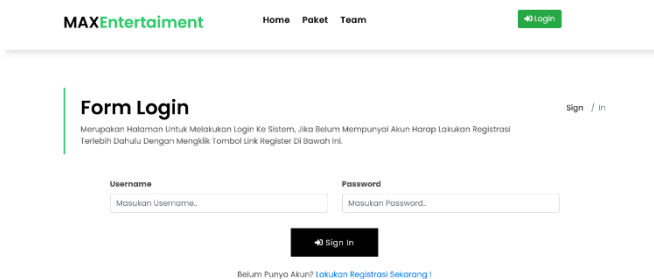 MAXEntertaiment Home Paket Team Login
Form Login
Sign / In
Merupakan Halaman Untuk Melakukan Login Ke Sistem, Jika Belum Mempunyai Akun Harap Lakukan Registrasi
Terlebih Dahulu Dengan Mengklik Tombol Link Register Di Bawah Ini.
Username Password
Masukan Username.. Masukan Password..
Sign In
Belum Punya Akun? Lakukan Registrasi Sekarang !